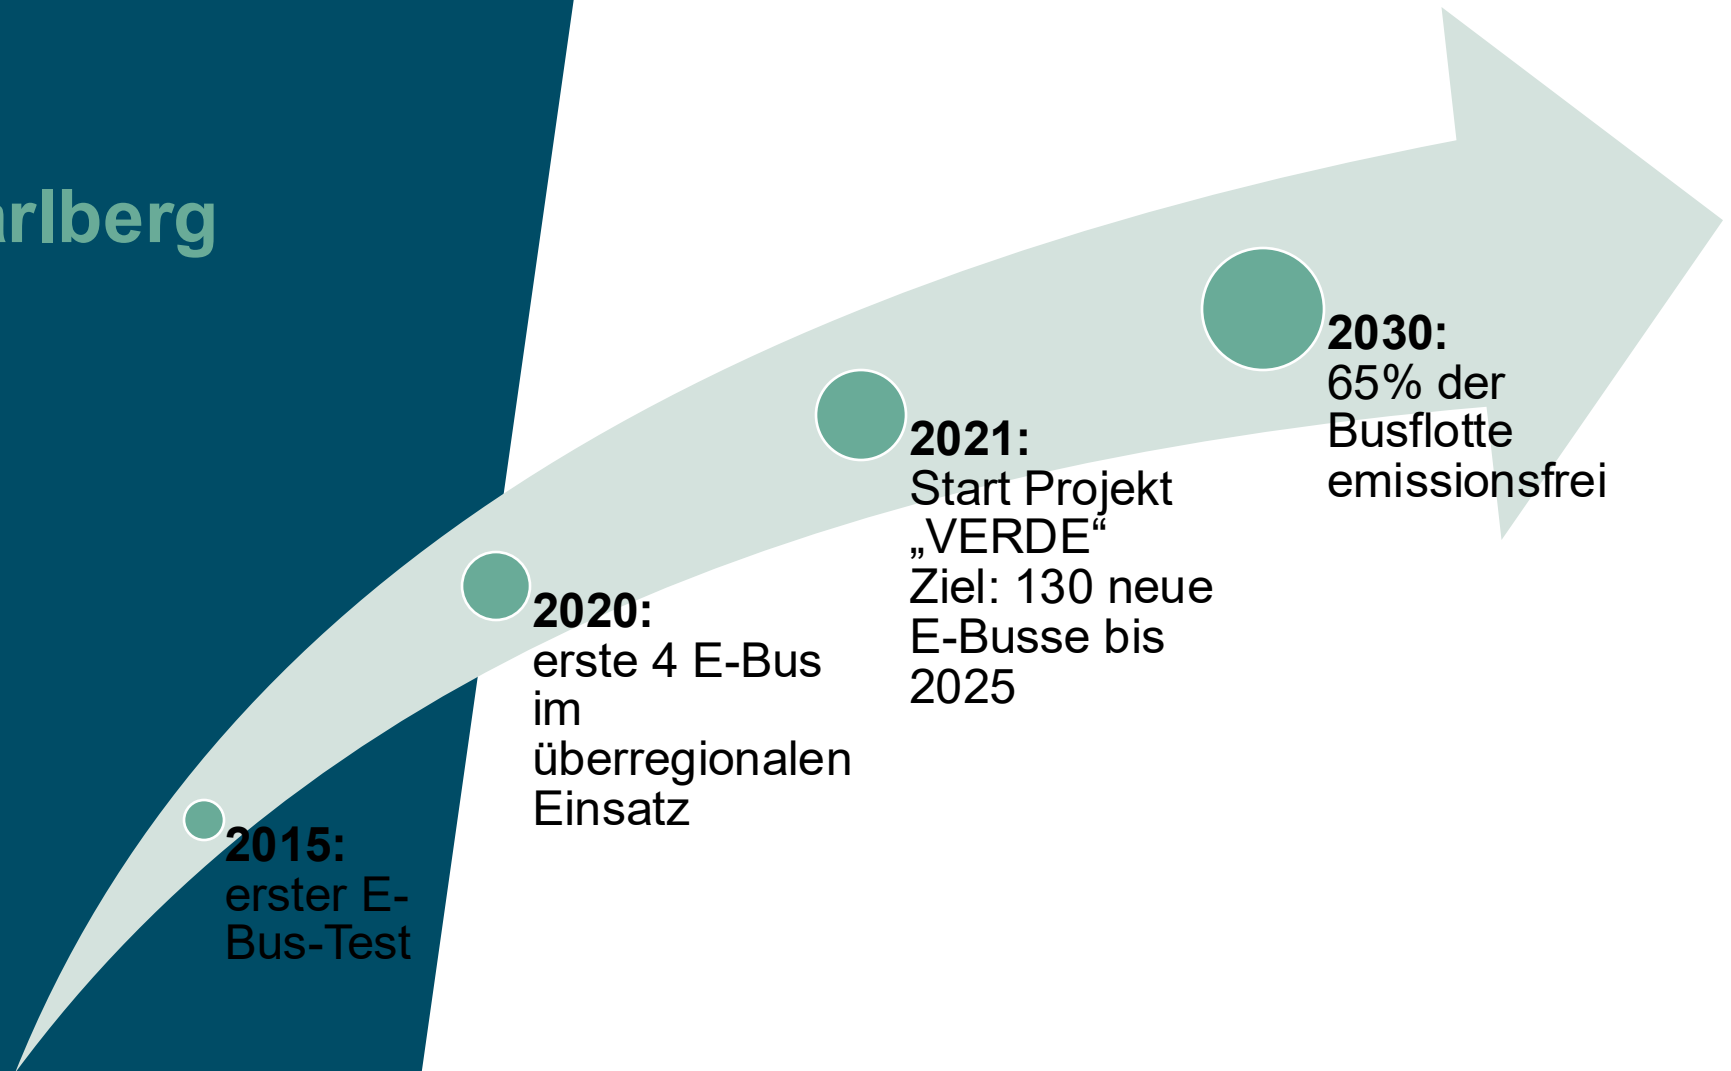 arlberg
2015:
erster E-
Bus-Test
2020:
erste 4 E-Bus
im
überregionalen
Einsatz
2021:
Start Projekt
„VERDE“
Ziel: 130 neue
E-Busse bis
2025
2030:
65% der
Busflotte
emissionsfrei